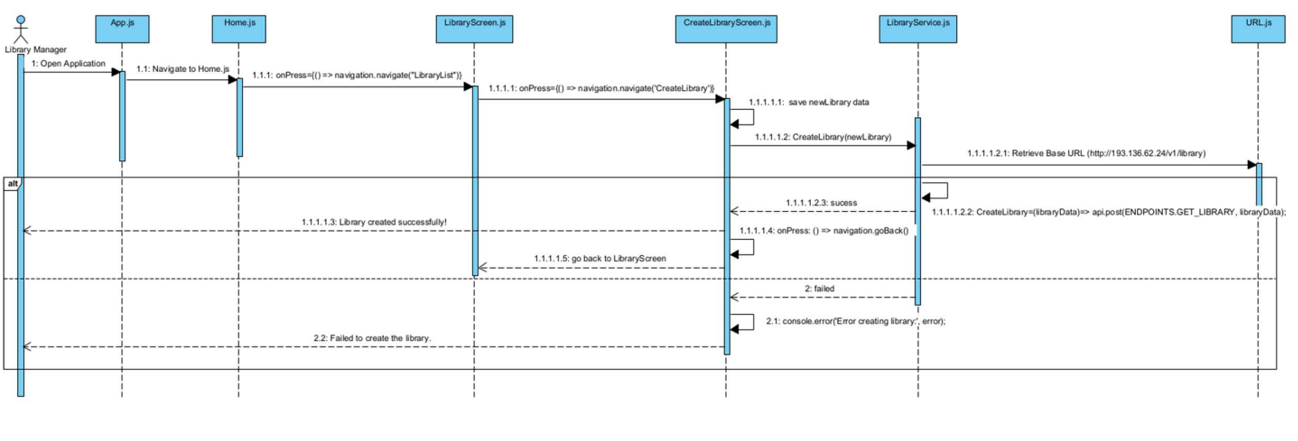 App.js
Home.js
LibraryScreen.js
CreateLibraryScreen.js
LibraryService.js
URL.js
Library Manager
1: Open Application
1.1: Navigate to Home.js
1.1.1: onPress={() => navigation.navigate("LibraryList")}
1.1.1.1: onPress={() => navigation.navigate('CreateLibrary')}
1.1.1.1.1: save newLibrary data
1.1.1.1.2: CreateLibrary(newLibrary)
1.1.1.1.2.1: Retrieve Base URL (http://193.136.62.24/v1/library)
alt
1.1.1.1.2.3: sucess
1.1.1.1.2.2: CreateLibrary=(libraryData)=> api.post(ENDPOINTS.GET_LIBRARY, libraryData);
1.1.1.1.3: Library created successfully!
1.1.1.1.4: onPress: () => navigation.goBack()
1.1.1.1.5: go back to LibraryScreen
2: failed
2.1: console.error('Error creating library:', error);
2.2: Failed to create the library.